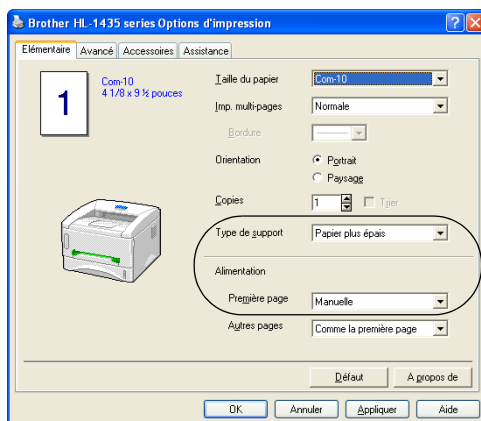 Brother HL-1435 series Options d'impression
Elémentaire Avancé Accessoires Assistance
1
Com-10
4 1/8 x 9 ½ pouces
Taille du papier Com-10
Imp. multi-pages Normale
Bordure
Orientation Portrait
Paysage
Copies 1 Trier
Type de support Papier plus épais
Alimentation
Première page Manuelle
Autres pages Comme la première page
Défaut A propos de
OK Annuler Appliquer Aide